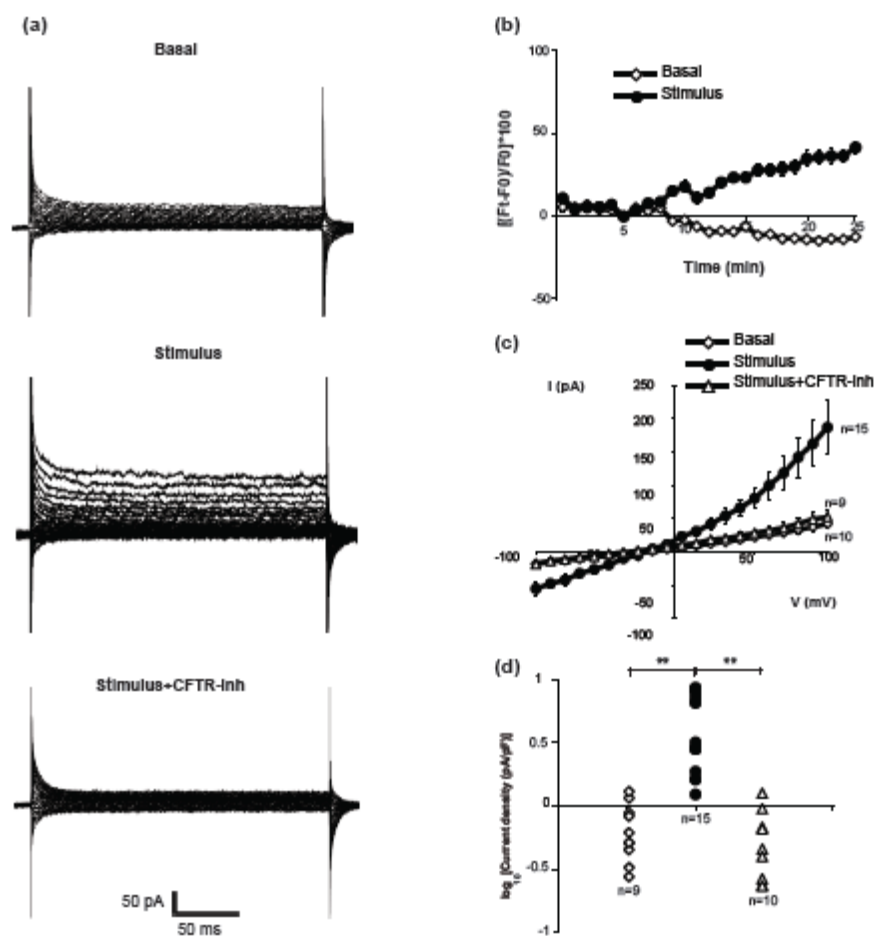 (a)
Basal
Stimulus
Stimulus+CFTR-Inh
50 pA
50 ms
(b)
100
50
0
-50
[(Ft-F0)/F0]*100
Basal
Stimulus
5
10
15
20
25
Time (min)
(c)
Basal
Stimulus
Stimulus+CFTR-Inh
I (pA)
250
200
150
100
50
-50
-100
-100
50
100
V (mV)
n=15
n=9
n=10
(d)
** **
1
0.5
0
-0.5
-1
log10 [Current density (pA/pF)]
n=9
n=15
n=10